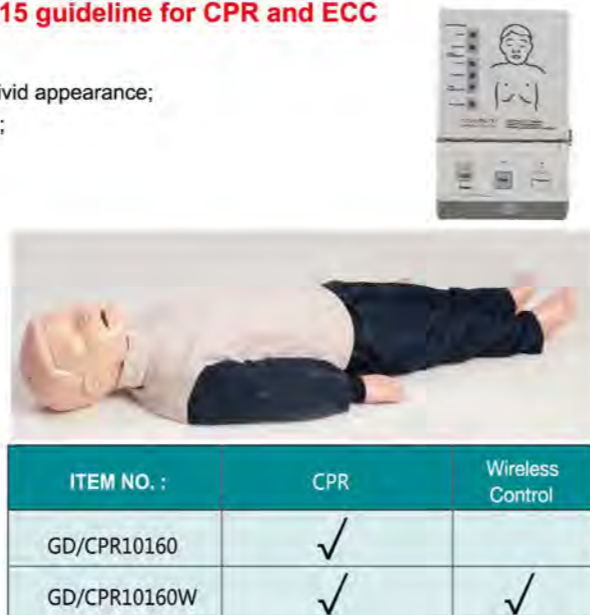 15 guideline for CPR and ECC
vivid appearance;
;
ITEM NO. : CPR Wireless Control
GD/CPR10160 √
GD/CPR10160W √ √